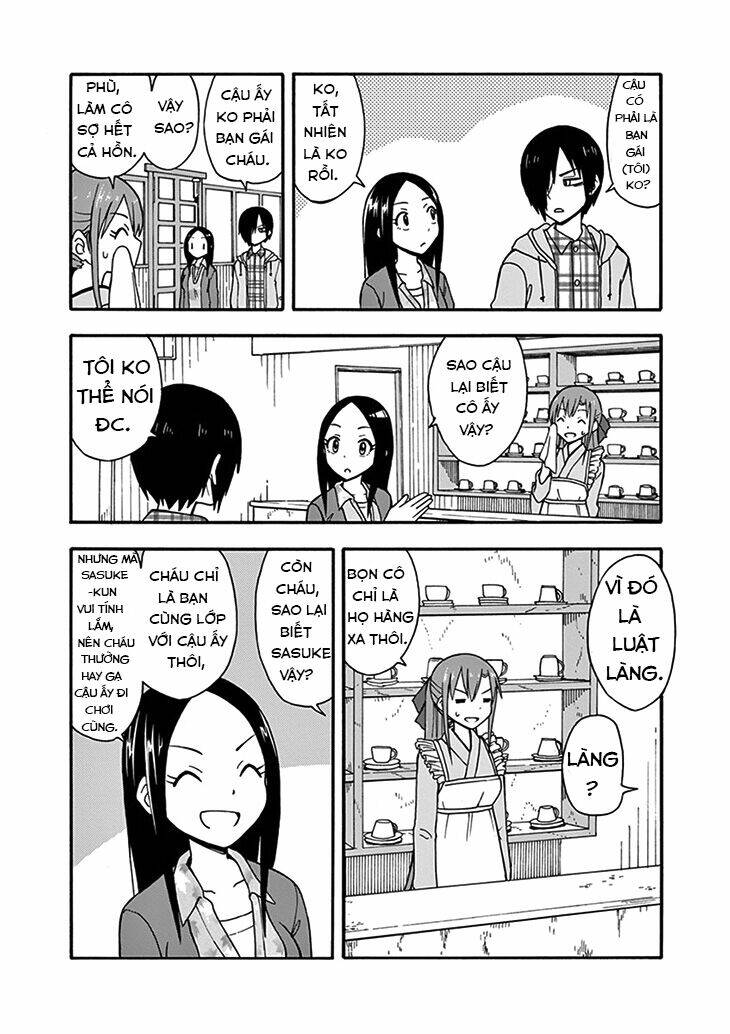 CẬU
CÓ
PHẢI LÀ
BẠN
GÁI
(TÔI)
KO?
KO,
TẤT
NHIÊN
LÀ KO
RỒI.
CẬU ẤY
KO PHẢI
BẠN GÁI
CHÁU.
VẬY
SAO?
PHÙ,
LÀM CÔ
SỢ HẾT
CẢ HỒN.
SAO CẬU
LẠI BIẾT
CÔ ẤY
VẬY?
TÔI KO
THỂ NÓI
ĐC.
VÌ ĐÓ
LÀ
LUẬT
LÀNG.
LÀNG
?
BỌN CÔ
CHỈ LÀ
HỌ HÀNG
XA THÔI.
CÒN
CHÁU,
SAO LẠI
BIẾT
SASUKE
VẬY?
CHÁU CHỈ
LÀ BẠN
CÙNG LỚP
VỚI CẬU ẤY
THÔI,
NHƯNG MÀ
SASUKE
-KUN
VUI TÍNH
LẮM,
NÊN CHÁU
THƯỜNG
HAY GẠ
CẬU ẤY ĐI
CHƠI
CÙNG.